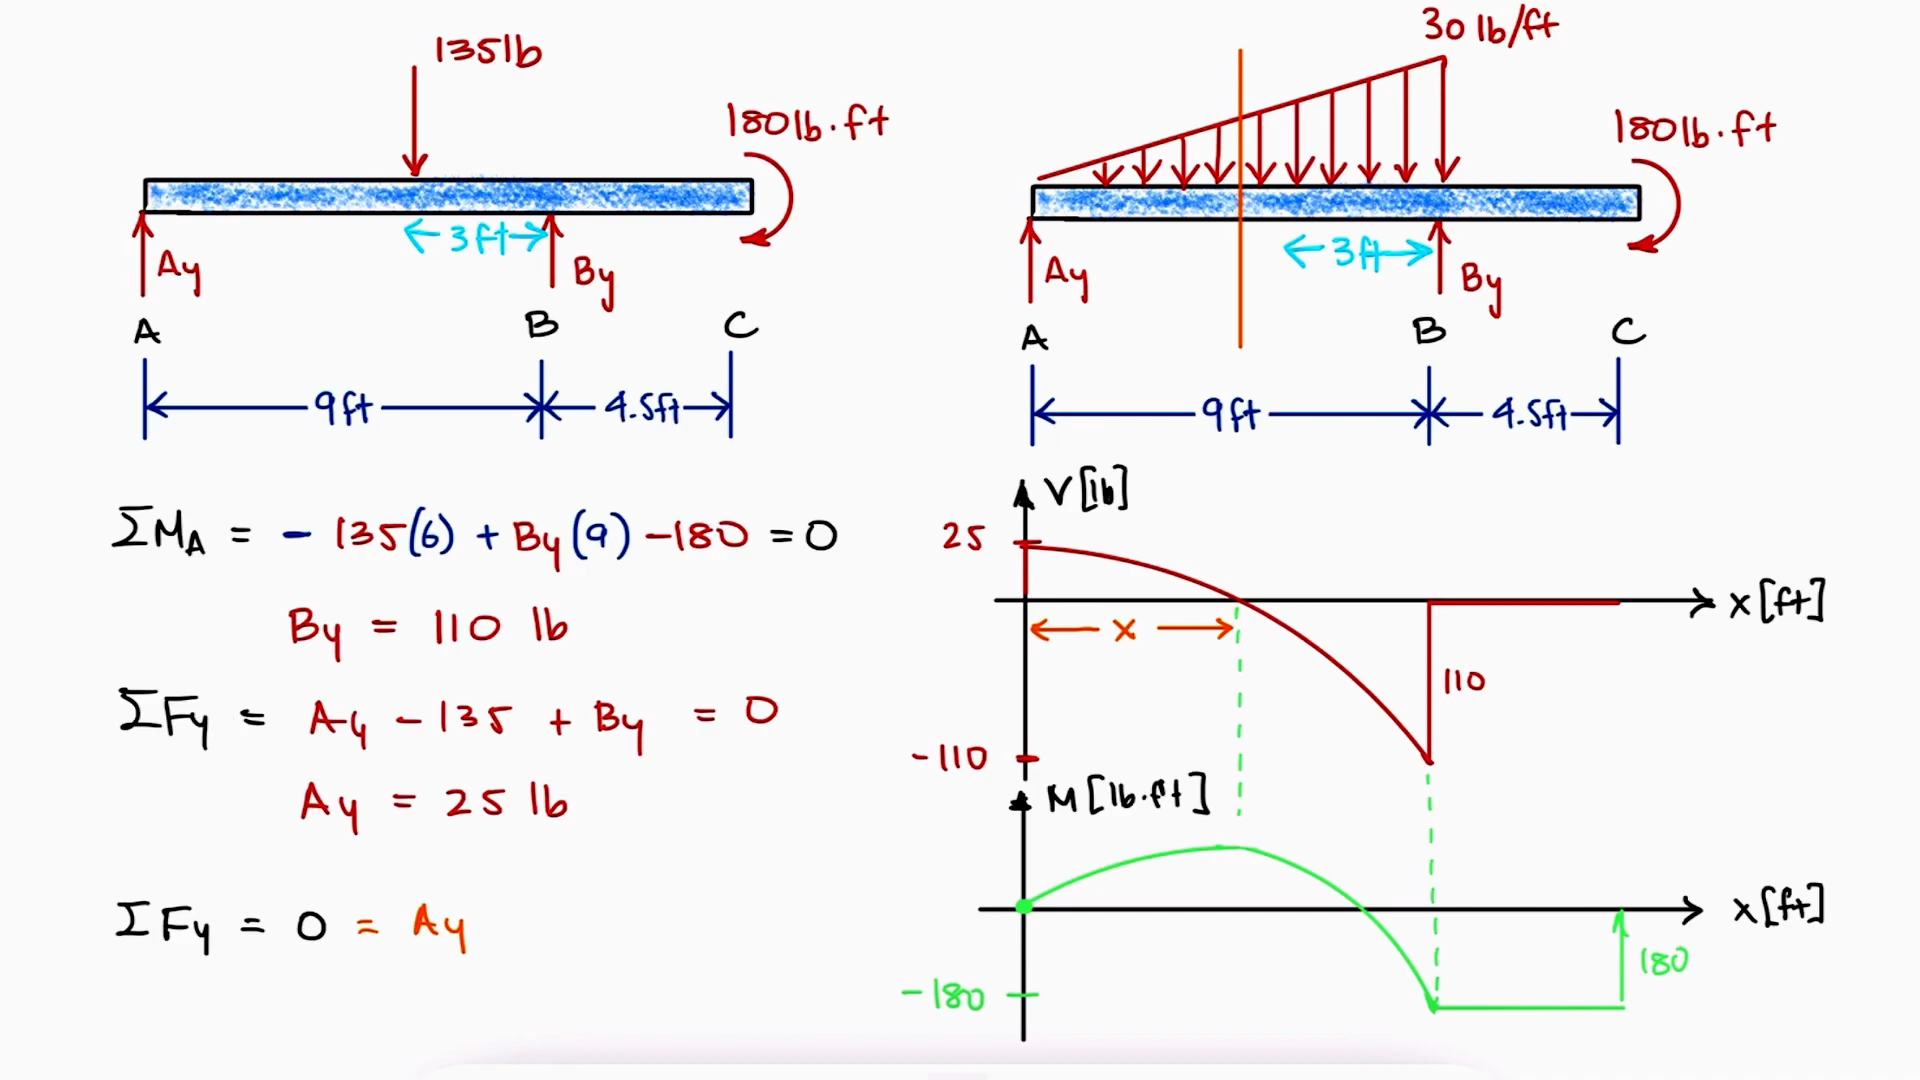 135lb
180lb.ft
3ft
Ay
By
A
B
C
9ft
4.5ft
30 lb/ft
180lb.ft
3ft
Ay
By
A
B
C
9ft
4.5ft
ΣMA = - 135(6) + By(9) -180 = 0
By = 110 lb
ΣFy = Ay - 135 + By = 0
Ay = 25 lb
ΣFy = 0 = Ay
V[lb]
25
x[ft]
x
110
-110
M[lb.ft]
x[ft]
180
-180